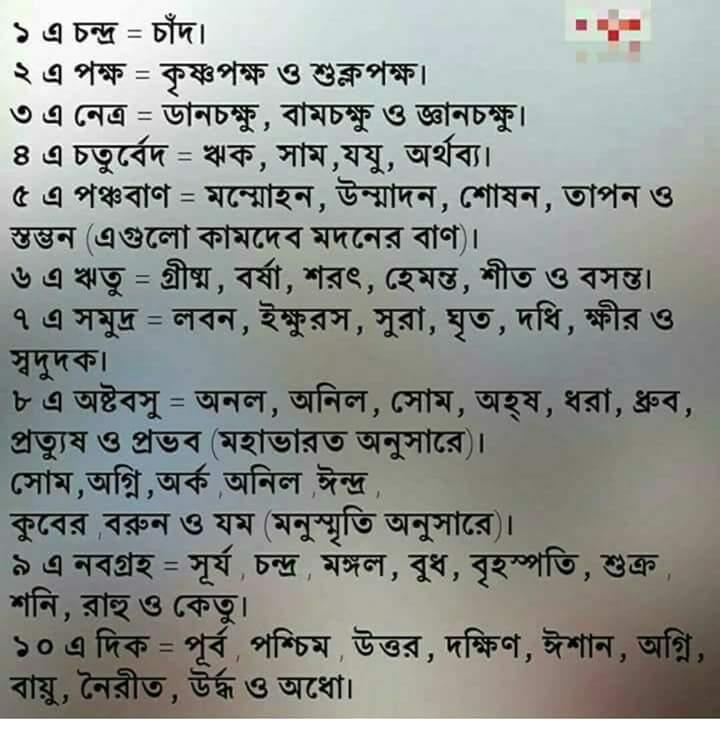 ১ এ চন্দ্র = চাঁদ।
২ এ পক্ষ = কৃষ্ণপক্ষ ও শুক্লপক্ষ।
৩ এ নেত্র = ডানচক্ষু, বামচক্ষু ও জ্ঞানচক্ষু।
৪ এ চতুর্বেদ = ঋক, সাম,যযু, অর্থব্য।
৫ এ পঞ্চবাণ = মন্মোহন, উন্মাদন, শোষন, তাপন ও
স্তম্ভন (এগুলো কামদেব মদনের বাণ)।
৬ এ ঋতু = গ্রীষ্ম, বর্ষা, শরৎ, হেমন্ত, শীত ও বসন্ত।
৭ এ সমুদ্র = লবন, ইক্ষুরস, সুরা, ঘৃত, দধি, ক্ষীর ও
স্বদুদক।
৮ এ অষ্টবসু = অনল, অনিল, সোম, অহ্ষ, ধরা, ধ্রুব,
প্রত্যুষ ও প্রভব (মহাভারত অনুসারে)।
সোম,অগ্নি,অর্ক ,অনিল ,ঈন্দ্র ,
কুবের ,বরুন ও যম (মনুস্মৃতি অনুসারে)।
৯ এ নবগ্রহ = সূর্য, চন্দ্র, মঙ্গল, বুধ, বৃহস্পতি, শুক্র,
শনি, রাহু ও কেতু।
১০ এ দিক = পূর্ব, পশ্চিম, উত্তর, দক্ষিণ, ঈশান, অগ্নি,
বায়ু, নৈরীত, উর্দ্ধ ও অধো।